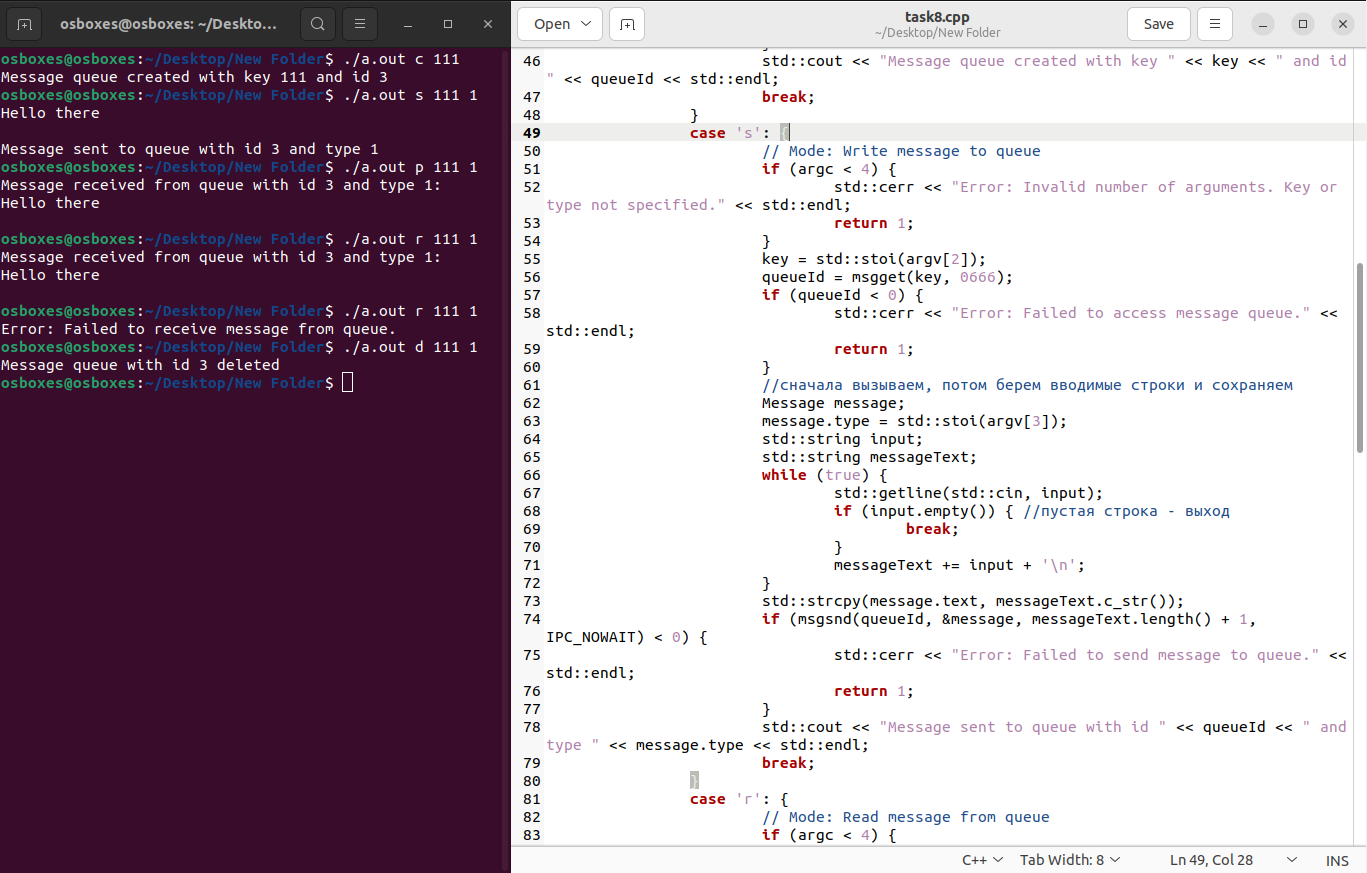 osboxes@osboxes: ~/Deskto...
osboxes@osboxes:~/Desktop/New Folder$ ./a.out c 111
Message queue created with key 111 and id 3
osboxes@osboxes:~/Desktop/New Folder$ ./a.out s 111 1
Hello there
Message sent to queue with id 3 and type 1
osboxes@osboxes:~/Desktop/New Folder$ ./a.out p 111 1
Message received from queue with id 3 and type 1:
Hello there
osboxes@osboxes:~/Desktop/New Folder$ ./a.out r 111 1
Message received from queue with id 3 and type 1:
Hello there
osboxes@osboxes:~/Desktop/New Folder$ ./a.out r 111 1
Error: Failed to receive message from queue.
osboxes@osboxes:~/Desktop/New Folder$ ./a.out d 111 1
Message queue with id 3 deleted
osboxes@osboxes:~/Desktop/New Folder$
Open
task8.cpp
~/Desktop/New Folder
Save
46 std::cout << "Message queue created with key " << key << " and id
" << queueId << std::endl;
47 break;
48 }
49 case 's': {
50 // Mode: Write message to queue
51 if (argc < 4) {
52 std::cerr << "Error: Invalid number of arguments. Key or
type not specified." << std::endl;
53 return 1;
54 }
55 key = std::stoi(argv[2]);
56 queueId = msgget(key, 0666);
57 if (queueId < 0) {
58 std::cerr << "Error: Failed to access message queue." <<
std::endl;
59 return 1;
60 }
61 //сначала вызываем, потом берем вводимые строки и сохраняем
62 Message message;
63 message.type = std::stoi(argv[3]);
64 std::string input;
65 std::string messageText;
66 while (true) {
67 std::getline(std::cin, input);
68 if (input.empty()) { //пустая строка - выход
69 break;
70 }
71 messageText += input + '\n';
72 }
73 std::strcpy(message.text, messageText.c_str());
74 if (msgsnd(queueId, &message, messageText.length() + 1,
IPC_NOWAIT) < 0) {
75 std::cerr << "Error: Failed to send message to queue." <<
std::endl;
76 return 1;
77 }
78 std::cout << "Message sent to queue with id " << queueId << " and
type " << message.type << std::endl;
79 break;
80 }
81 case 'r': {
82 // Mode: Read message from queue
83 if (argc < 4) {
C++ Tab Width: 8 Ln 49, Col 28 INS